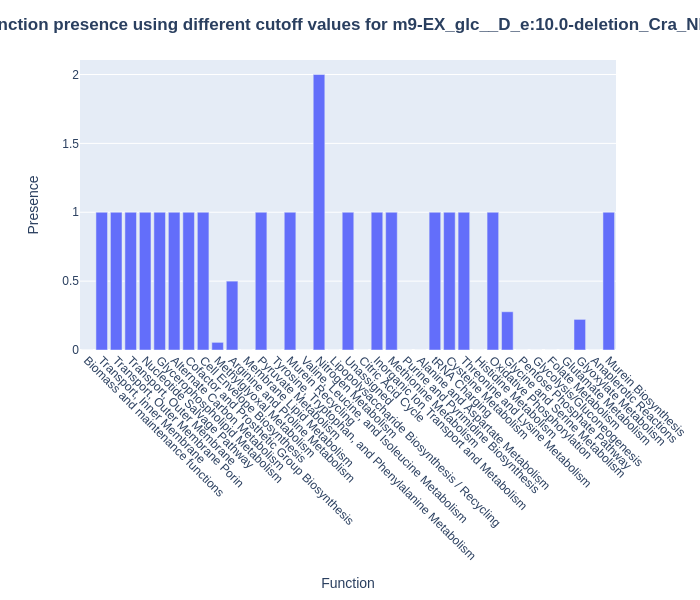 nction presence using different cutoff values for m9-EX_glc__D_e:10.0-deletion_Cra_N
Presence
2
1.5
1
0.5
0
Biomass and maintenance functions
Transport, Inner Membrane
Transport, Outer Membrane
Transport, Outer Membrane Porin
Nucleotide Salvage Pathway
Glycerophospholipid Metabolism
Alternate Carbon Metabolism
Cofactor and Prosthetic Group Biosynthesis
Cell Envelope Biosynthesis
Methylglyoxal Metabolism
Arginine and Proline Metabolism
Membrane Lipid Metabolism
Pyruvate Metabolism
Tyrosine, Tryptophan, and Phenylalanine Metabolism
Murein Recycling
Valine, Leucine, and Isoleucine Metabolism
Nitrogen Metabolism
Lipopolysaccharide Biosynthesis / Recycling
Unassigned
Citric Acid Cycle
Inorganic Ion Transport and Metabolism
Methionine Metabolism
Purine and Pyrimidine Biosynthesis
Alanine and Aspartate Metabolism
tRNA Charging
Cysteine Metabolism
Threonine and Lysine Metabolism
Histidine Metabolism
Oxidative Phosphorylation
Glycine and Serine Metabolism
Pentose Phosphate Pathway
Glycolysis/Gluconeogenesis
Folate Metabolism
Glutamate Metabolism
Glyoxylate Metabolism
Anaplerotic Reactions
Murein Biosynthesis
Function